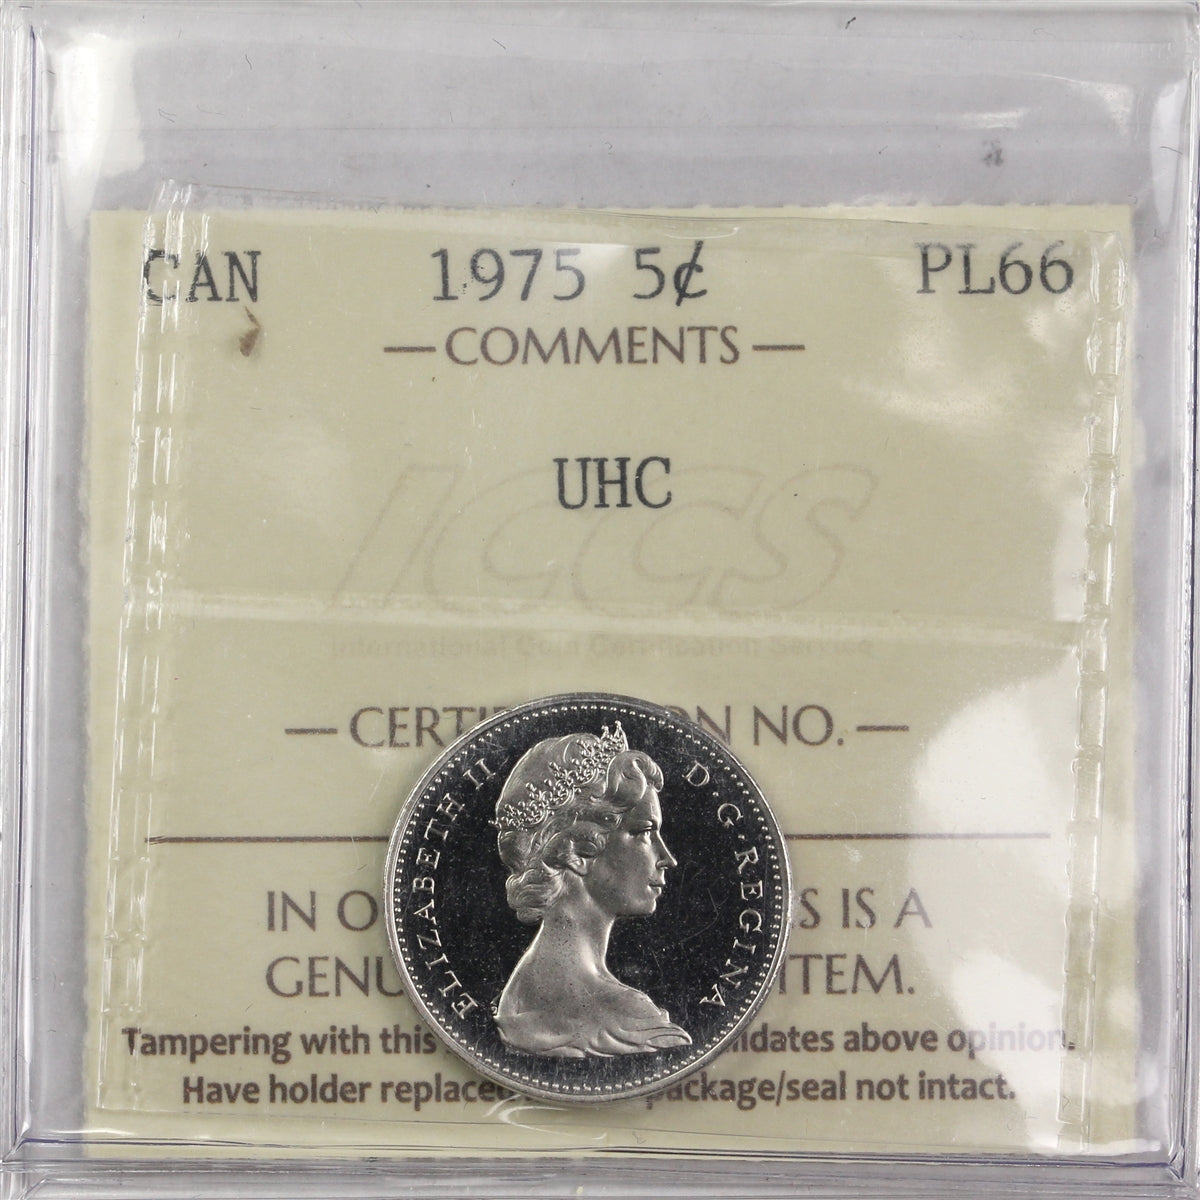 CAN 1975 5¢ PL66
— COMMENTS —
UHC
ICCS
International Coin Certification Service
— CERTI ON NO. —
ELIZABETH II D·G·REGINA
IN O S IS A
GENU ITEM.
Tampering with this idates above opinion.
Have holder replaced package/seal not intact.